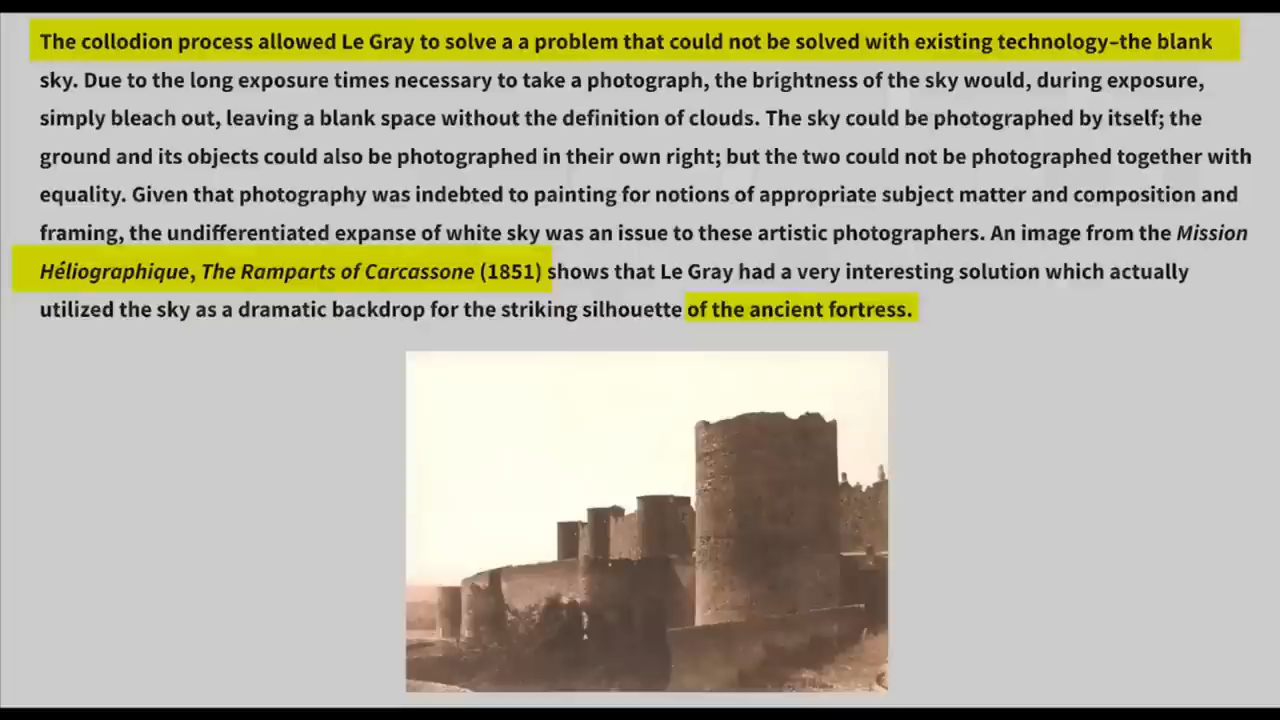 The collodion process allowed Le Gray to solve a a problem that could not be solved with existing technology–the blank
sky. Due to the long exposure times necessary to take a photograph, the brightness of the sky would, during exposure,
simply bleach out, leaving a blank space without the definition of clouds. The sky could be photographed by itself; the
ground and its objects could also be photographed in their own right; but the two could not be photographed together with
equality. Given that photography was indebted to painting for notions of appropriate subject matter and composition and
framing, the undifferentiated expanse of white sky was an issue to these artistic photographers. An image from the Mission
Héliographique, The Ramparts of Carcassone (1851) shows that Le Gray had a very interesting solution which actually
utilized the sky as a dramatic backdrop for the striking silhouette of the ancient fortress.